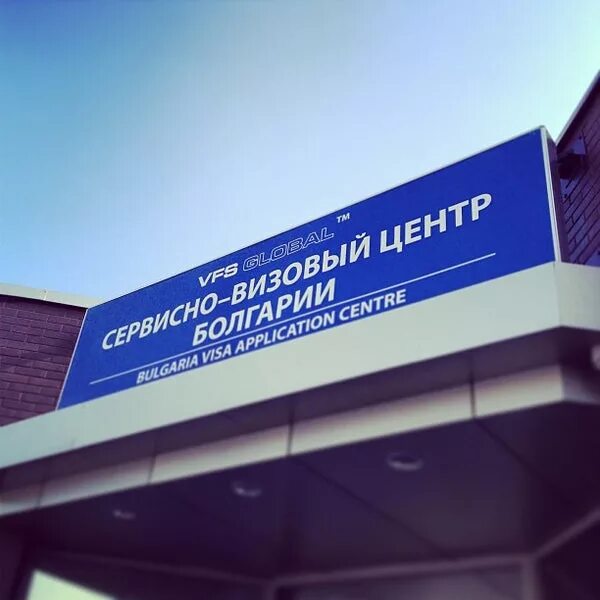 VFS GLOBAL™
СЕРВИСНО-ВИЗОВЫЙ ЦЕНТР
БОЛГАРИИ
BULGARIA VISA APPLICATION CENTRE